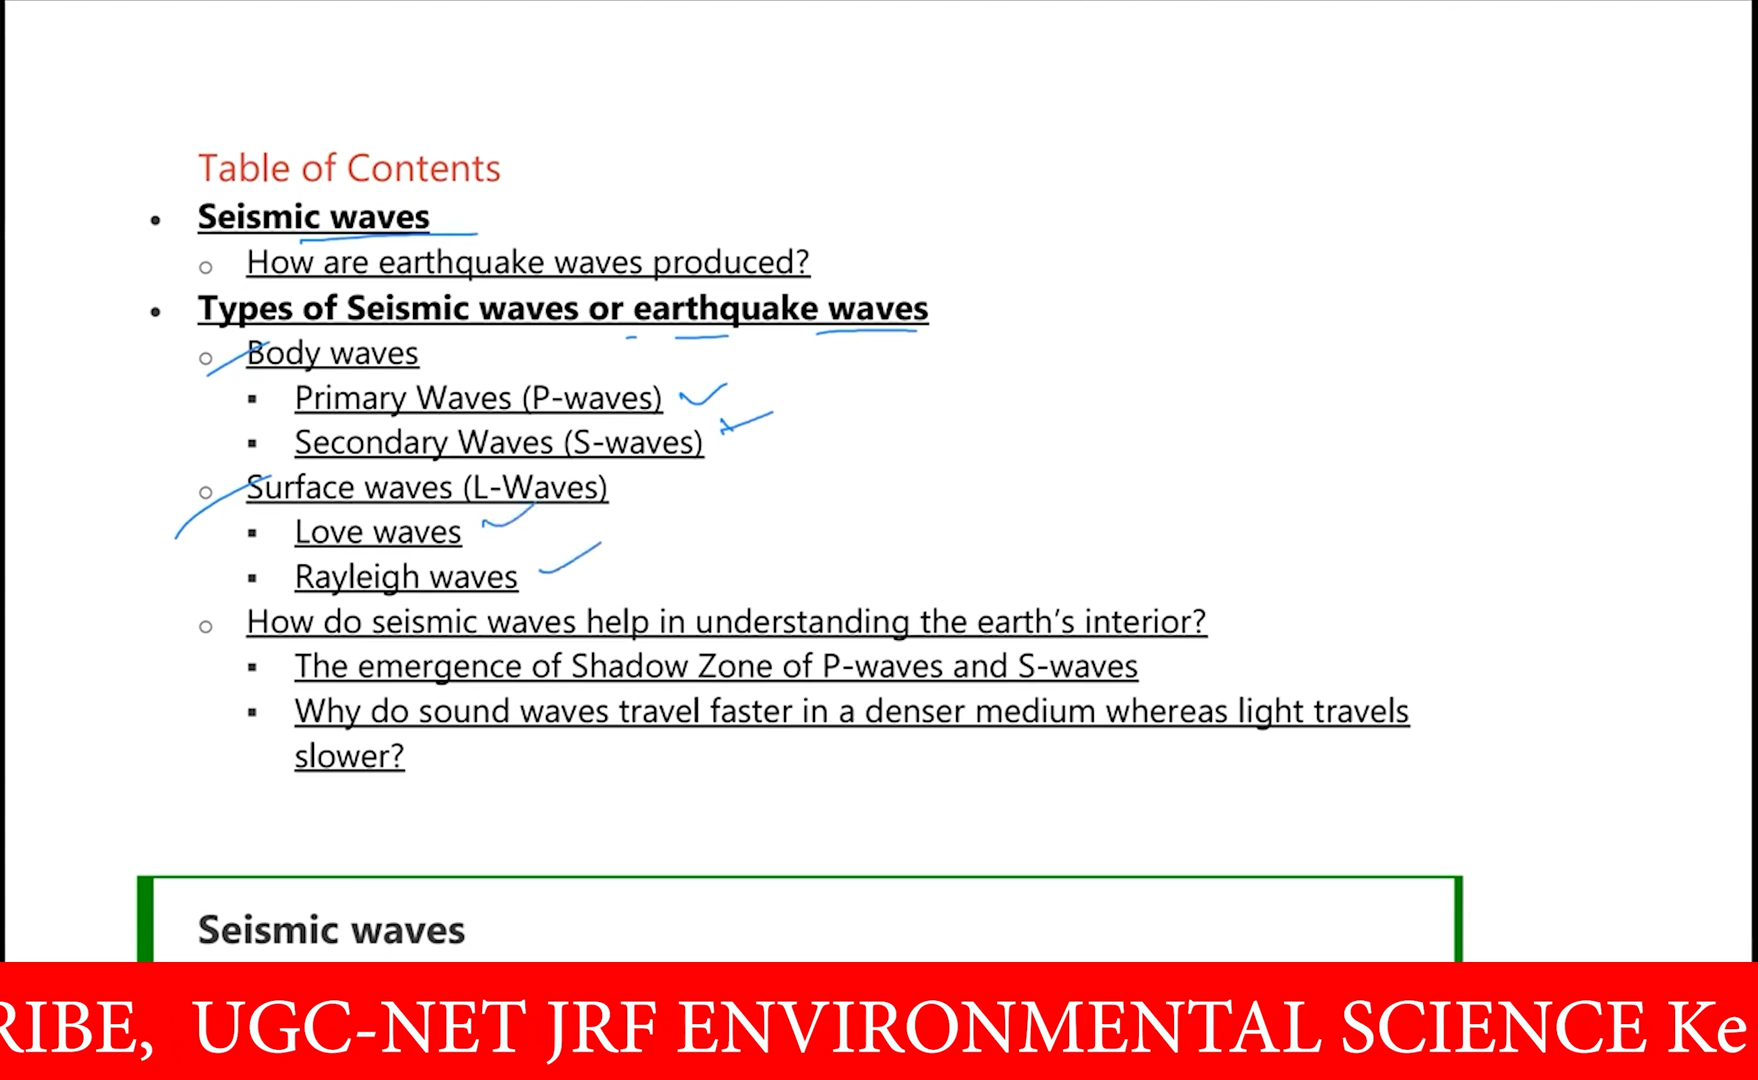 Table of Contents
• Seismic waves
○ How are earthquake waves produced?
• Types of Seismic waves or earthquake waves
○ Body waves
▪ Primary Waves (P-waves)
▪ Secondary Waves (S-waves)
○ Surface waves (L-Waves)
▪ Love waves
▪ Rayleigh waves
○ How do seismic waves help in understanding the earth’s interior?
▪ The emergence of Shadow Zone of P-waves and S-waves
▪ Why do sound waves travel faster in a denser medium whereas light travels
slower?
Seismic waves
RIBE, UGC-NET JRF ENVIRONMENTAL SCIENCE Ke